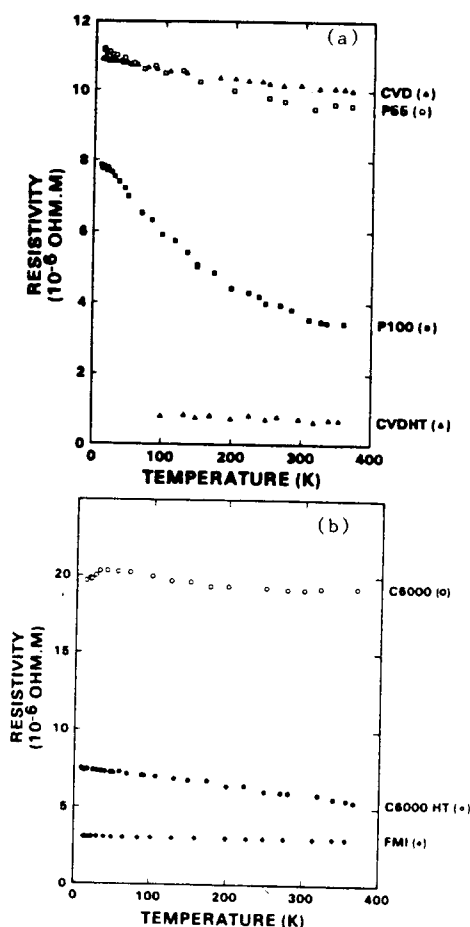 (a)
12
10
8
6
4
2
0
RESISTIVITY
(10-6 OHM.M)
CVD (▲)
P55 (○)
P100 (■)
CVDHT (▲)
0 100 200 300 400
TEMPERATURE (K)
(b)
20
15
10
5
0
RESISTIVITY
(10-6 OHM.M)
C6000 (○)
C6000 HT (●)
FMI (◆)
0 100 200 300 400
TEMPERATURE (K)